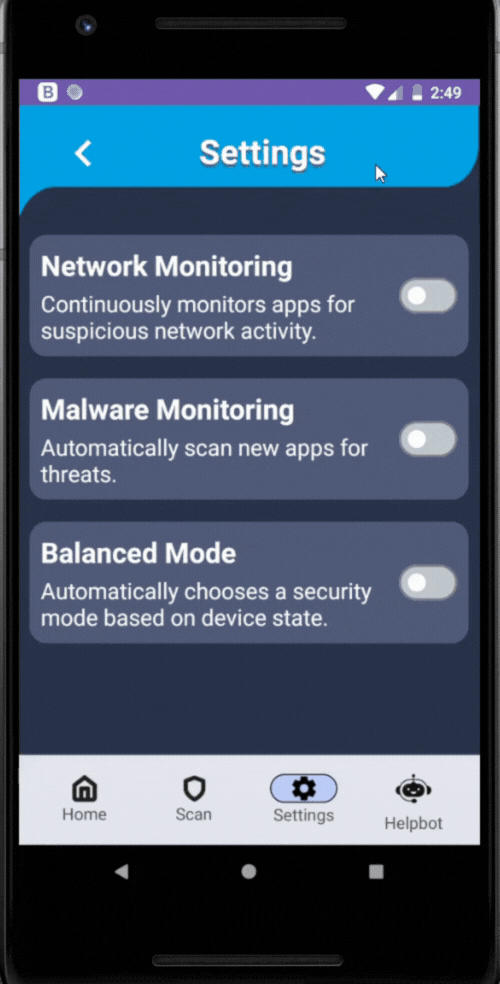 B
2:49
Settings
Network Monitoring
Continuously monitors apps for
suspicious network activity.
Malware Monitoring
Automatically scan new apps for
threats.
Balanced Mode
Automatically chooses a security
mode based on device state.
Home
Scan
Settings
Helpbot